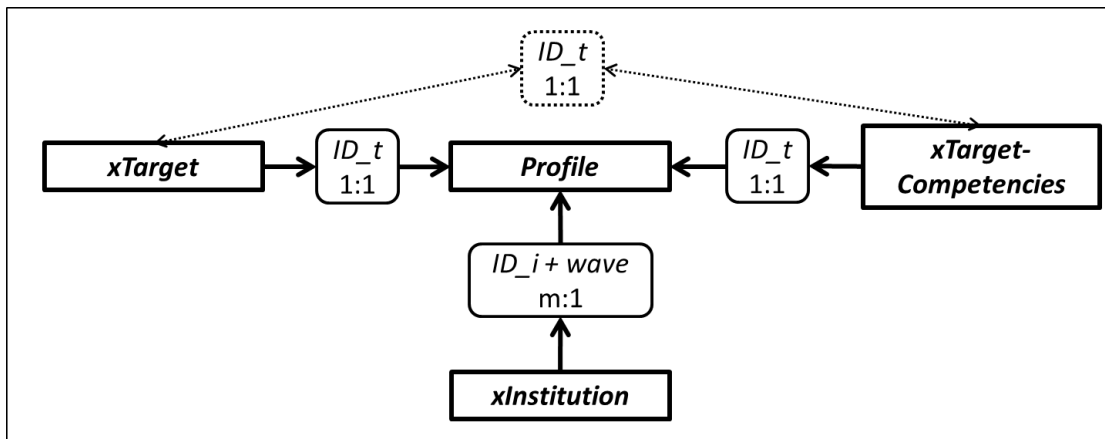 ID_t
1:1
xTarget
ID_t
1:1
Profile
ID_t
1:1
xTarget-
Competencies
ID_i + wave
m:1
xInstitution